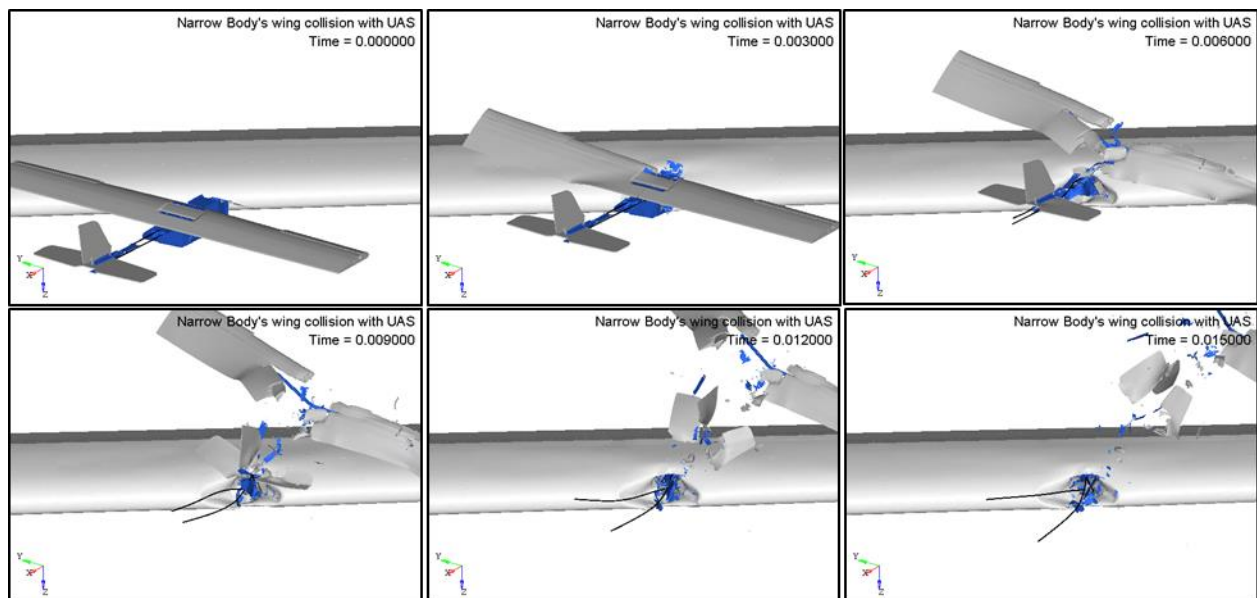 Narrow Body's wing collision with UAS
Time = 0.000000
Y
X
Z
Narrow Body's wing collision with UAS
Time = 0.003000
Y
X
Z
Narrow Body's wing collision with UAS
Time = 0.006000
Y
X
Z
Narrow Body's wing collision with UAS
Time = 0.009000
Y
X
Z
Narrow Body's wing collision with UAS
Time = 0.012000
Y
X
Z
Narrow Body's wing collision with UAS
Time = 0.015000
Y
X
Z